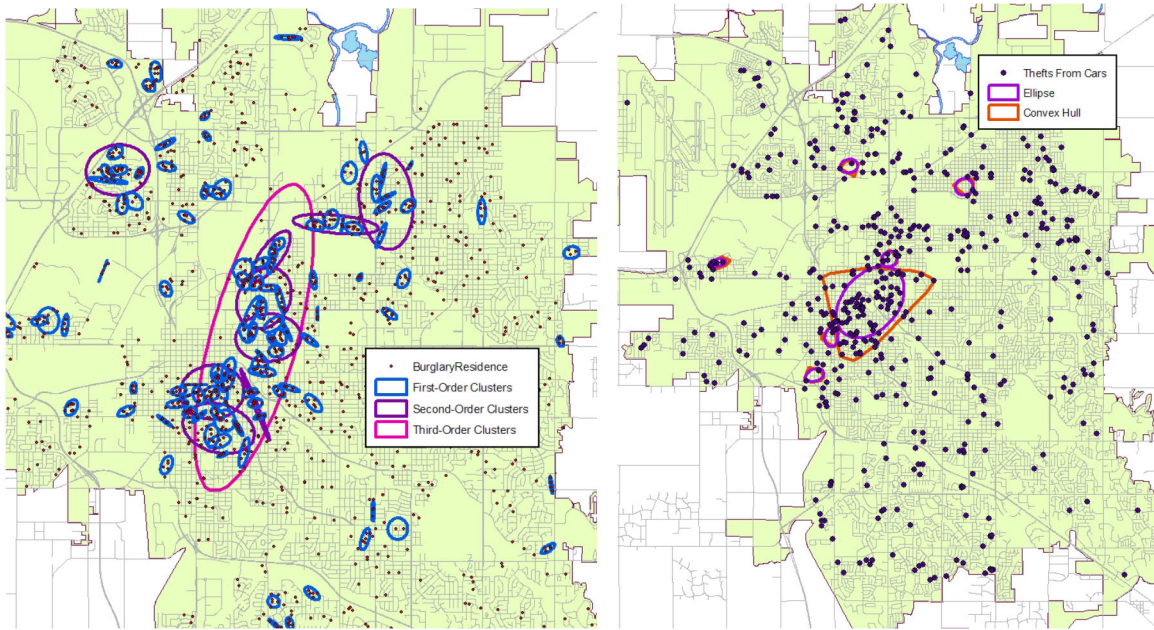 BurglaryResidence
First-Order Clusters
Second-Order Clusters
Third-Order Clusters
Thefts From Cars
Ellipse
Convex Hull